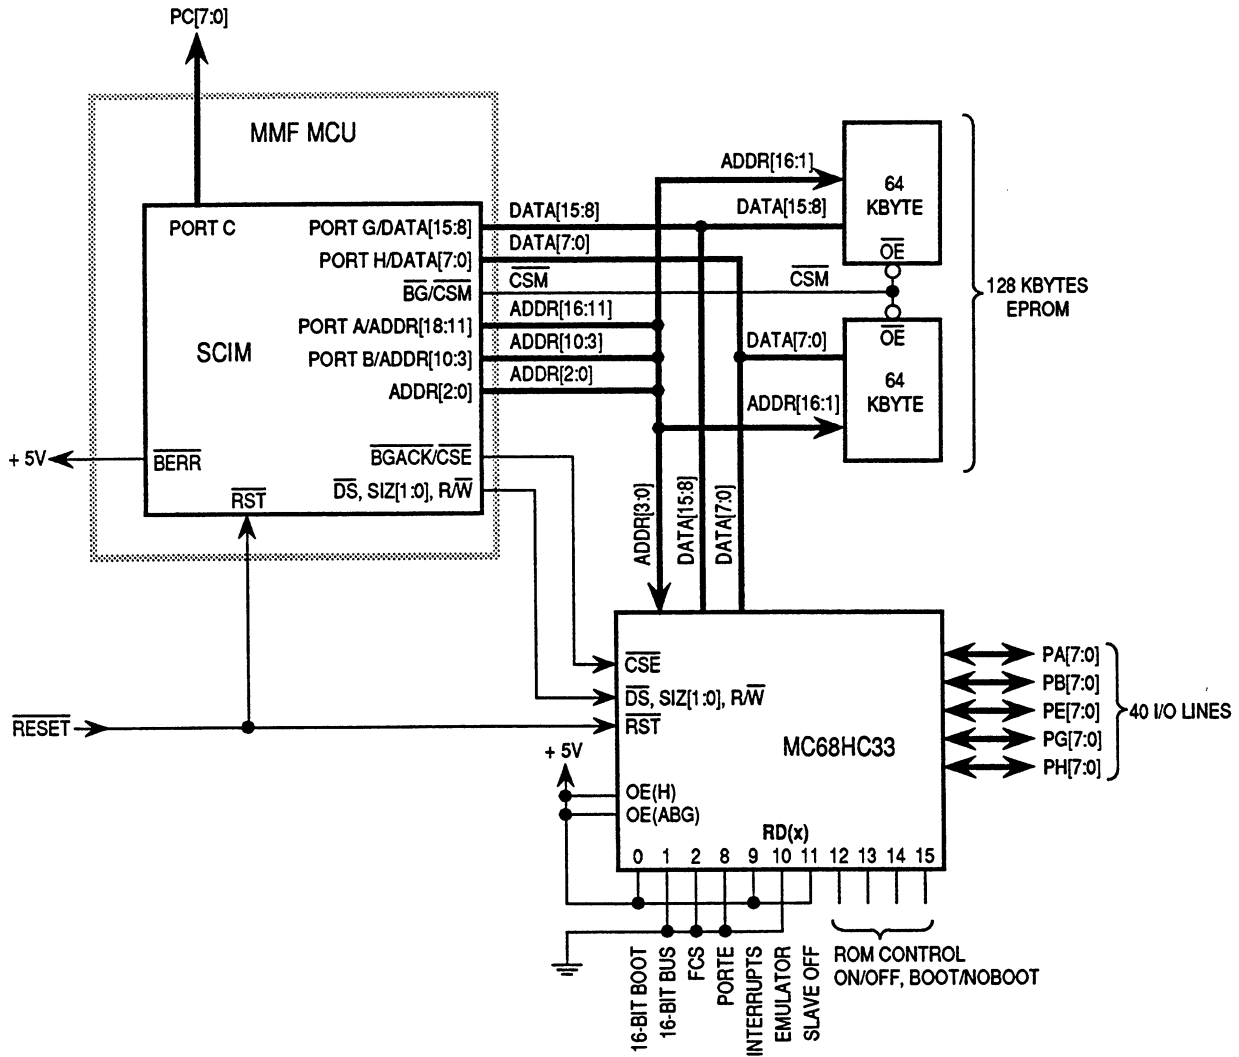 PC[7:0]
MMF MCU
PORT C
PORT G/DATA[15:8]
PORT H/DATA[7:0]
BG/CSM
PORT A/ADDR[18:11]
PORT B/ADDR[10:3]
ADDR[2:0]
SCIM
BERR
BGACK/CSE
DS, SIZ[1:0], R/W
RST
+ 5V
DATA[15:8]
DATA[7:0]
CSM
ADDR[16:11]
ADDR[10:3]
ADDR[2:0]
ADDR[16:1]
DATA[15:8]
64
KBYTE
OE
CSM
OE
DATA[7:0]
64
KBYTE
ADDR[16:1]
128 KBYTES
EPROM
ADDR[3:0]
DATA[15:8]
DATA[7:0]
RESET
CSE
DS, SIZ[1:0], R/W
RST
MC68HC33
+ 5V
OE(H)
OE(ABG)
RD(x)
0 1 2 8 9 10 11 12 13 14 15
PA[7:0]
PB[7:0]
PE[7:0]
PG[7:0]
PH[7:0]
40 I/O LINES
16-BIT BOOT
16-BIT BUS
FCS
PORTE
INTERRUPTS
EMULATOR
SLAVE OFF
ROM CONTROL
ON/OFF, BOOT/NOBOOT